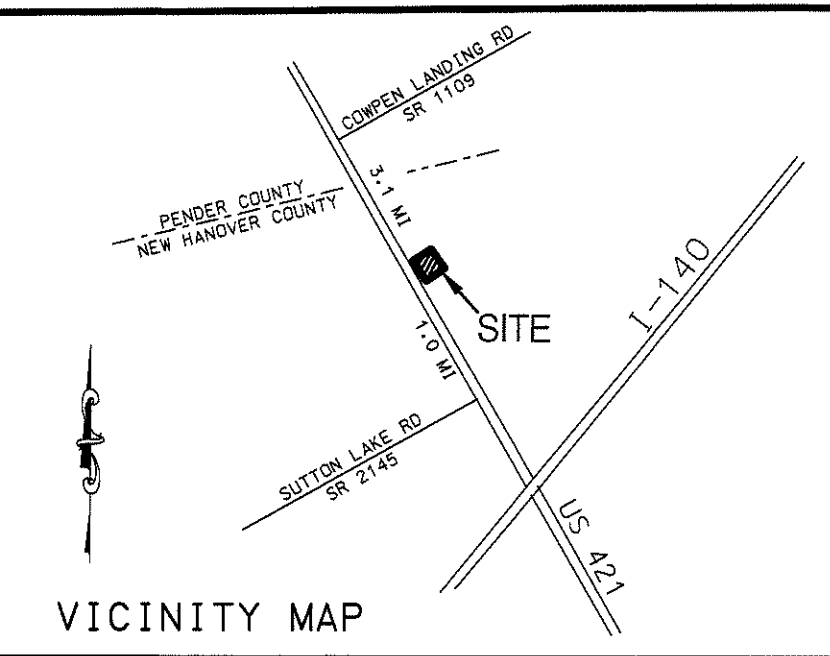 COWPEN LANDING RD
SR 1109
3.1 MI
PENDER COUNTY
NEW HANOVER COUNTY
I-140
SITE
1.0 MI
SUTTON LAKE RD
SR 2145
US 421
VICINITY MAP